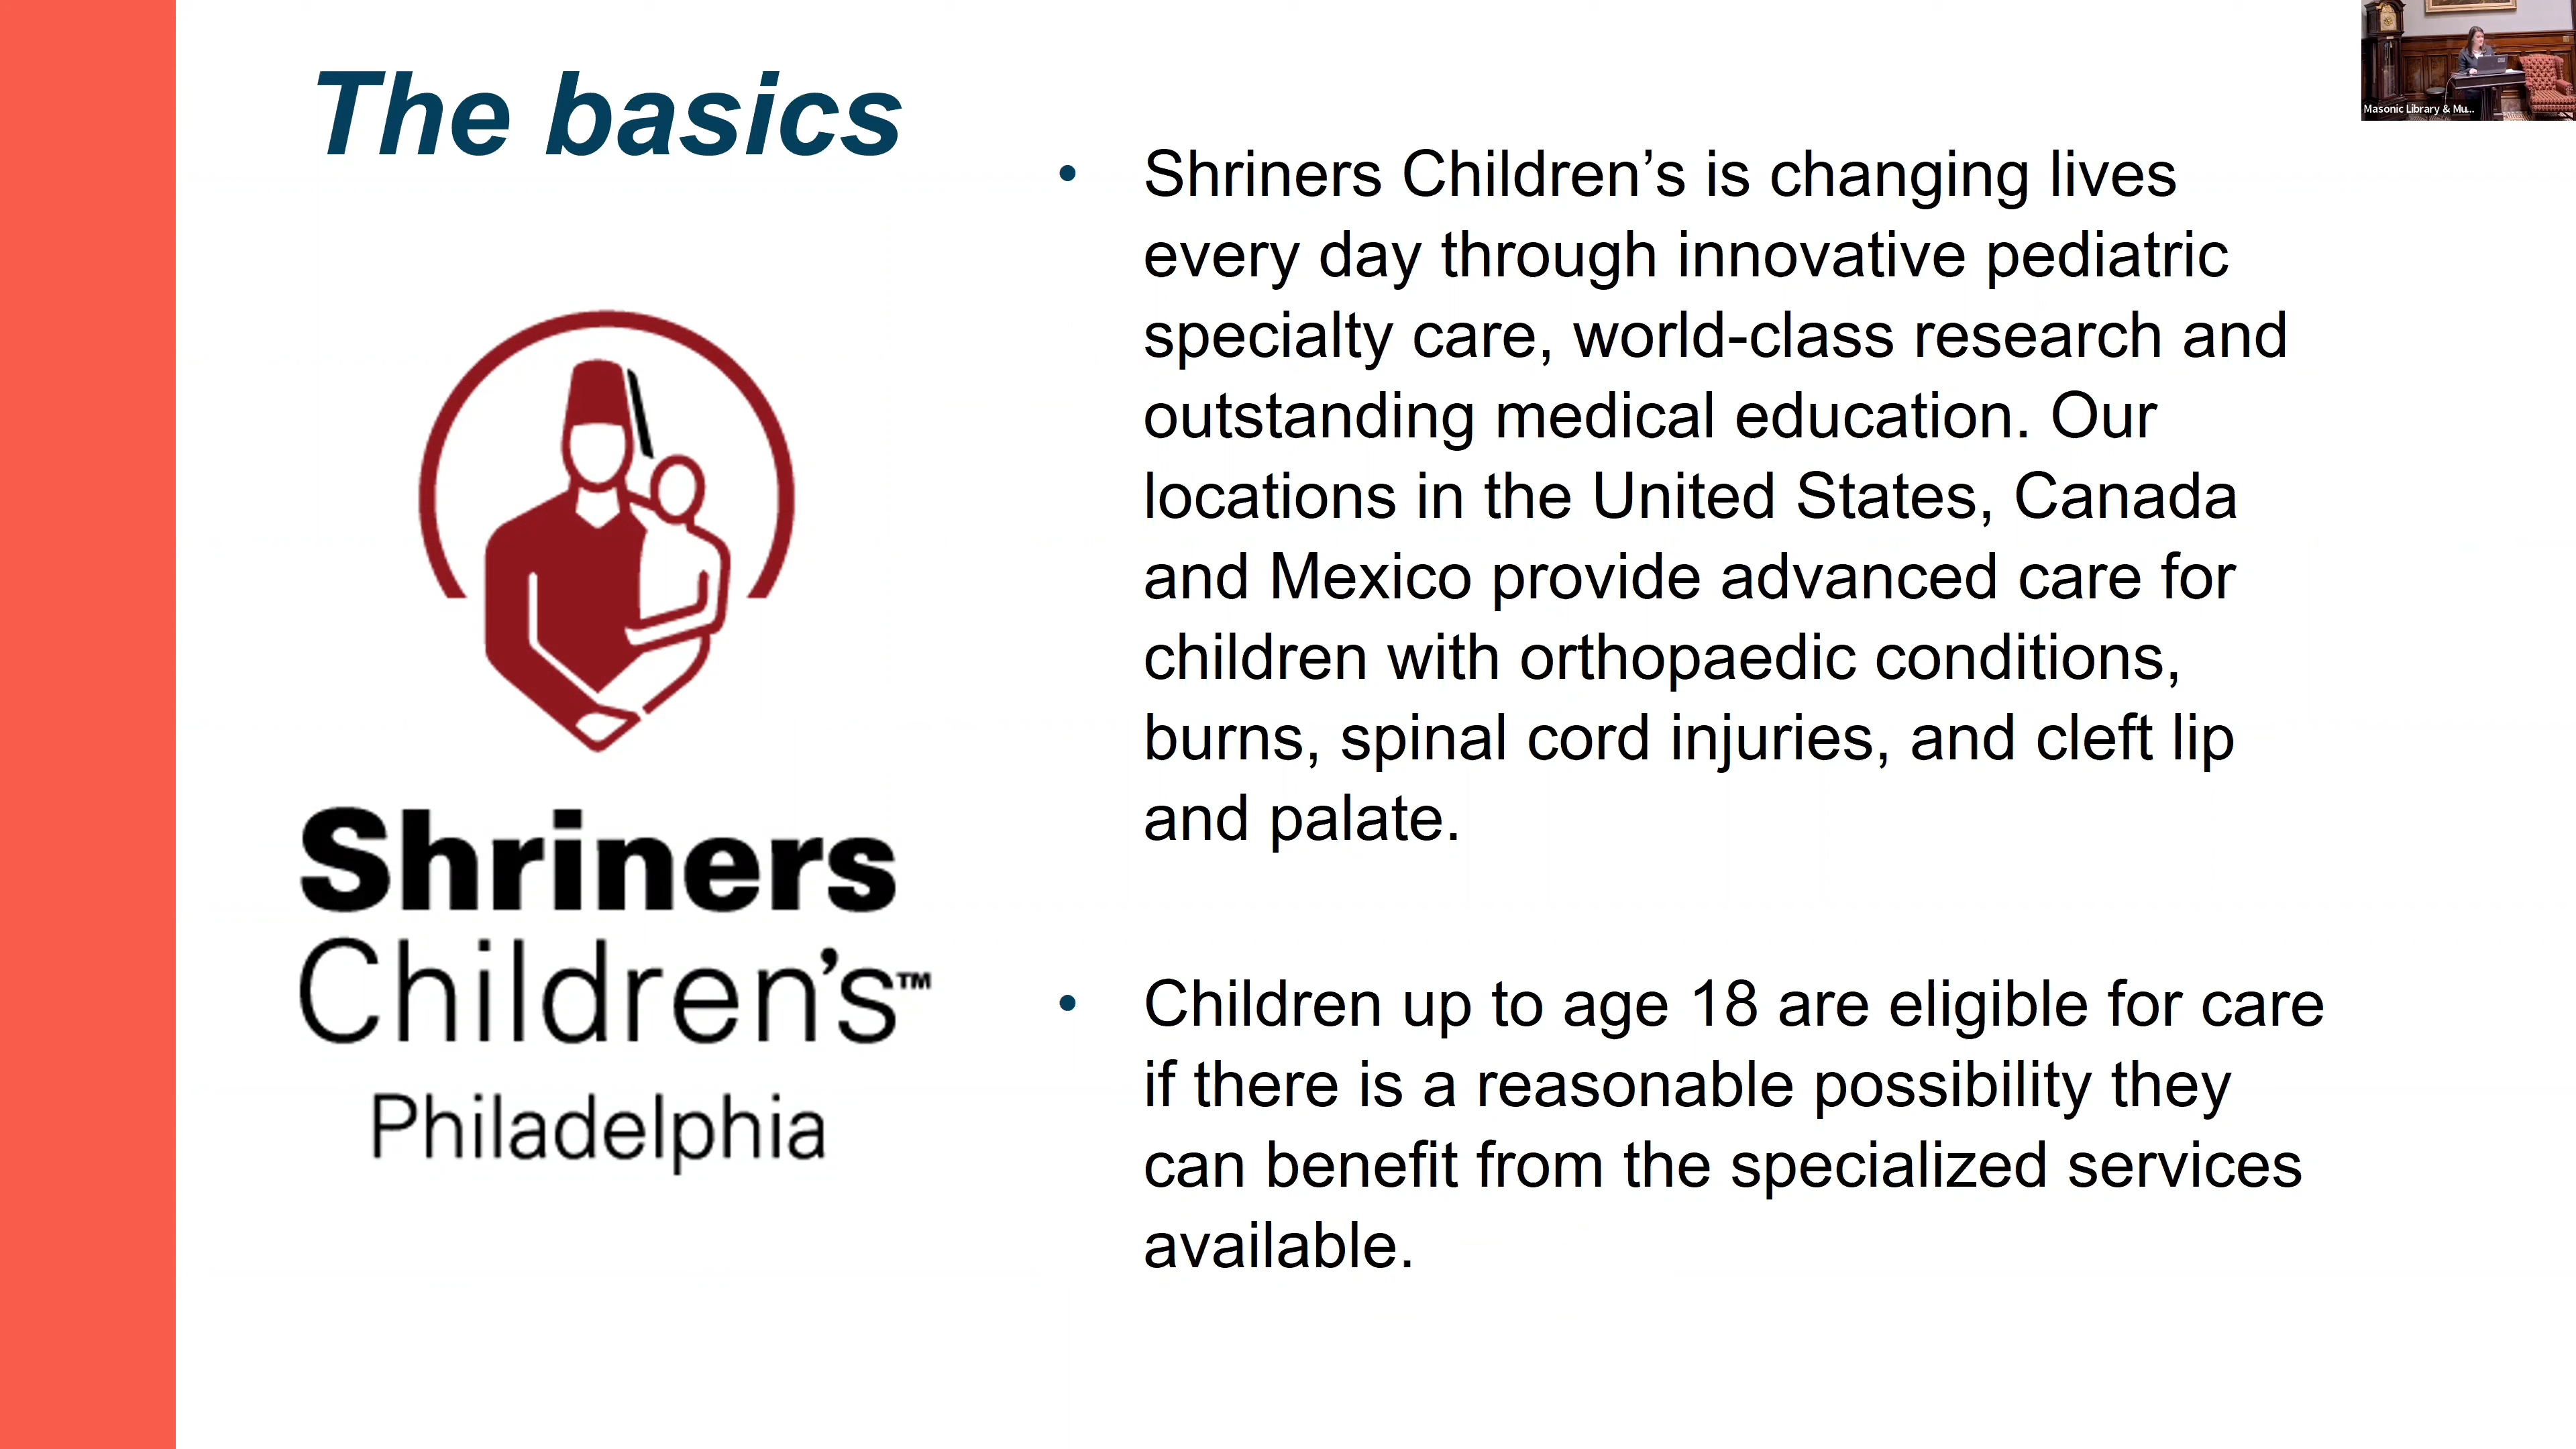 The basics
Shriners
Children’s™
Philadelphia
• Shriners Children’s is changing lives
every day through innovative pediatric
specialty care, world-class research and
outstanding medical education. Our
locations in the United States, Canada
and Mexico provide advanced care for
children with orthopaedic conditions,
burns, spinal cord injuries, and cleft lip
and palate.
• Children up to age 18 are eligible for care
if there is a reasonable possibility they
can benefit from the specialized services
available.
Masonic Library & Mu...